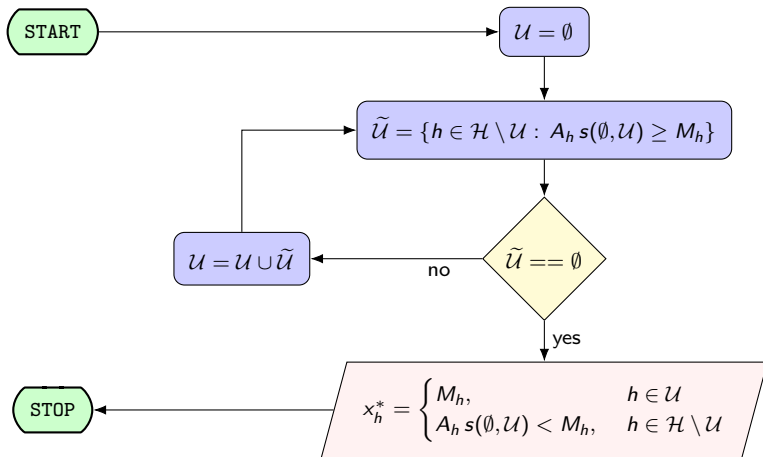 START
𝒰 = ∅
𝒰̃ = {h ∈ ℋ \ 𝒰 : A_h s(∅, 𝒰) ≥ M_h}
𝒰 = 𝒰 ∪ 𝒰̃
no
𝒰̃ == ∅
yes
STOP
x*_h = { M_h, h ∈ 𝒰
A_h s(∅, 𝒰) < M_h, h ∈ ℋ \ 𝒰